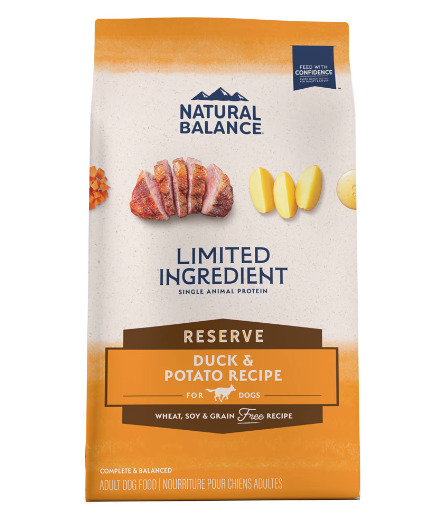 FEED WITH
CONFIDENCE
NATURAL
BALANCE
LIMITED
INGREDIENT
SINGLE ANIMAL PROTEIN
RESERVE
DUCK &
POTATO RECIPE
FOR DOGS
WHEAT, SOY & GRAIN Free RECIPE
COMPLETE & BALANCED
ADULT DOG FOOD | NOURRITURE POUR CHIENS ADULTES